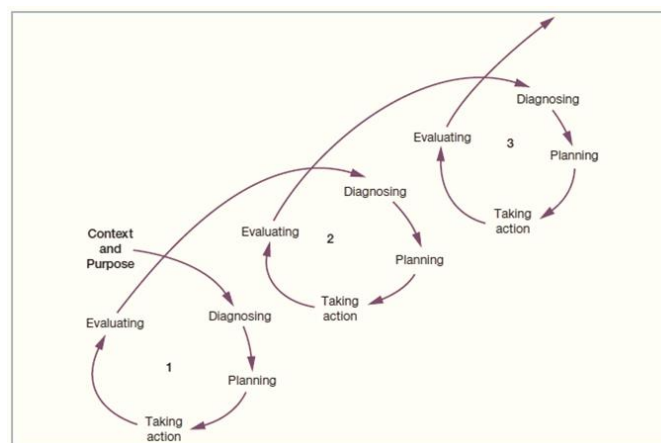 Diagnosing
Evaluating
3
Planning
Taking
action
Diagnosing
Evaluating
2
Planning
Taking
action
Context
and
Purpose
Diagnosing
Evaluating
1
Planning
Taking
action